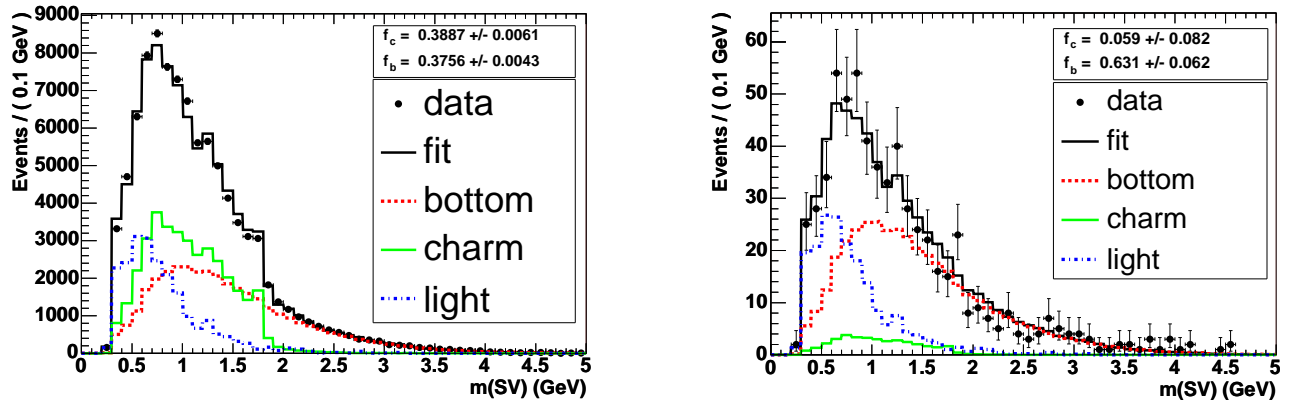 Events / ( 0.1 GeV )
9000
8000
7000
6000
5000
4000
3000
2000
1000
0
0 0.5 1 1.5 2 2.5 3 3.5 4 4.5 5
m(SV) (GeV)
f_c = 0.3887 +/- 0.0061
f_b = 0.3756 +/- 0.0043
data
fit
bottom
charm
light
Events / ( 0.1 GeV )
60
50
40
30
20
10
0
0 0.5 1 1.5 2 2.5 3 3.5 4 4.5 5
m(SV) (GeV)
f_c = 0.059 +/- 0.082
f_b = 0.631 +/- 0.062
data
fit
bottom
charm
light